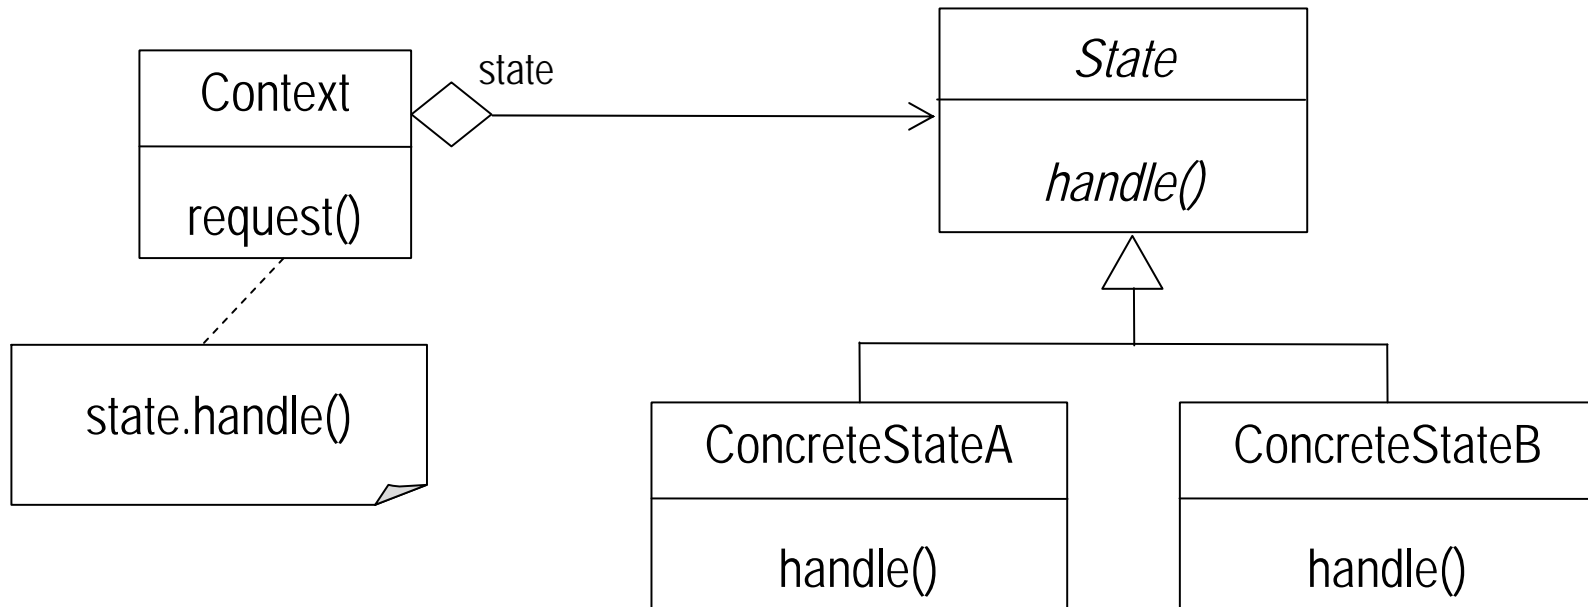 Context
request()
state.handle()
state
State
handle()
ConcreteStateA
handle()
ConcreteStateB
handle()